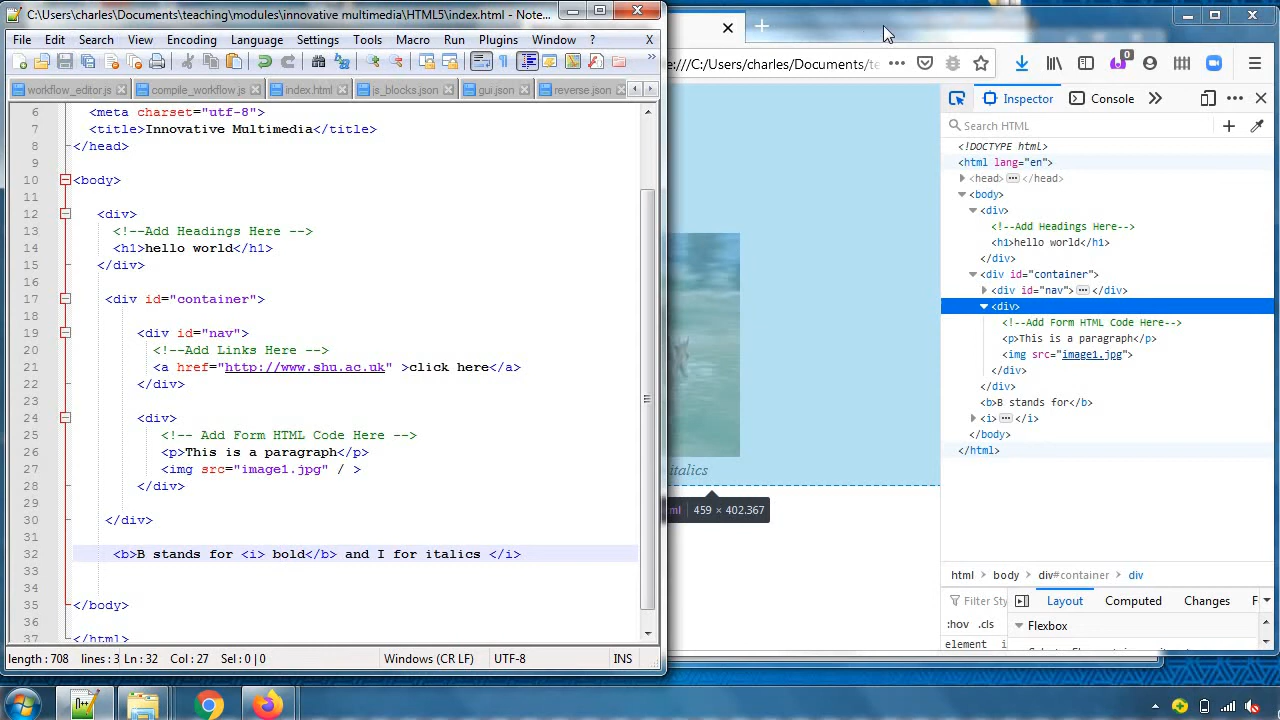 C:\Users\charles\Documents\teaching\modules\innovative multimedia\HTML5\index.html - Note...
File Edit Search View Encoding Language Settings Tools Macro Run Plugins Window ? X
workflow_editor.js compile_workflow.js index.html js_blocks.json gui.json reverse.json
6 <meta charset="utf-8">
7 <title>Innovative Multimedia</title>
8 </head>
9
10 <body>
11
12 <div>
13 <!--Add Headings Here -->
14 <h1>hello world</h1>
15 </div>
16
17 <div id="container">
18
19 <div id="nav">
20 <!--Add Links Here -->
21 <a href="http://www.shu.ac.uk" >click here</a>
22 </div>
23
24 <div>
25 <!-- Add Form HTML Code Here -->
26 <p>This is a paragraph</p>
27 <img src="image1.jpg" / >
28 </div>
29
30 </div>
31
32 <b>B stands for <i> bold</b> and I for italics </i>
33
34
35 </body>
36
37 </html>
length : 708 lines : 3 Ln : 32 Col : 27 Sel : 0 | 0 Windows (CR LF) UTF-8 INS
:///C:/Users/charles/Documents/te
0
italics
ml 459 × 402.367
Inspector Console
Search HTML
<!DOCTYPE html>
<html lang="en">
<head> ••• </head>
<body>
<div>
<!--Add Headings Here-->
<h1>hello world</h1>
</div>
<div id="container">
<div id="nav"> ••• </div>
<div>
<!--Add Form HTML Code Here-->
<p>This is a paragraph</p>
<img src="image1.jpg">
</div>
</div>
<b>B stands for</b>
<i> ••• </i>
</body>
</html>
html body div#container div
Filter Sty Layout Computed Changes F
:hov .cls Flexbox
element